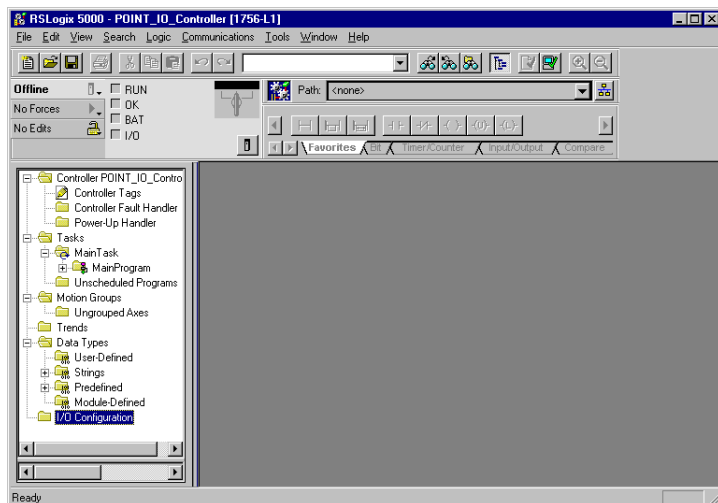 RSLogix 5000 - POINT_IO_Controller [1756-L1]
File Edit View Search Logic Communications Tools Window Help
Offline
RUN
Path: <none>
No Forces
OK
No Edits
BAT
I/O
Favorites Bit Timer/Counter Input/Output Compare
Controller POINT_IO_Contro
Controller Tags
Controller Fault Handler
Power-Up Handler
Tasks
MainTask
MainProgram
Unscheduled Programs
Motion Groups
Ungrouped Axes
Trends
Data Types
User-Defined
Strings
Predefined
Module-Defined
I/O Configuration
Ready